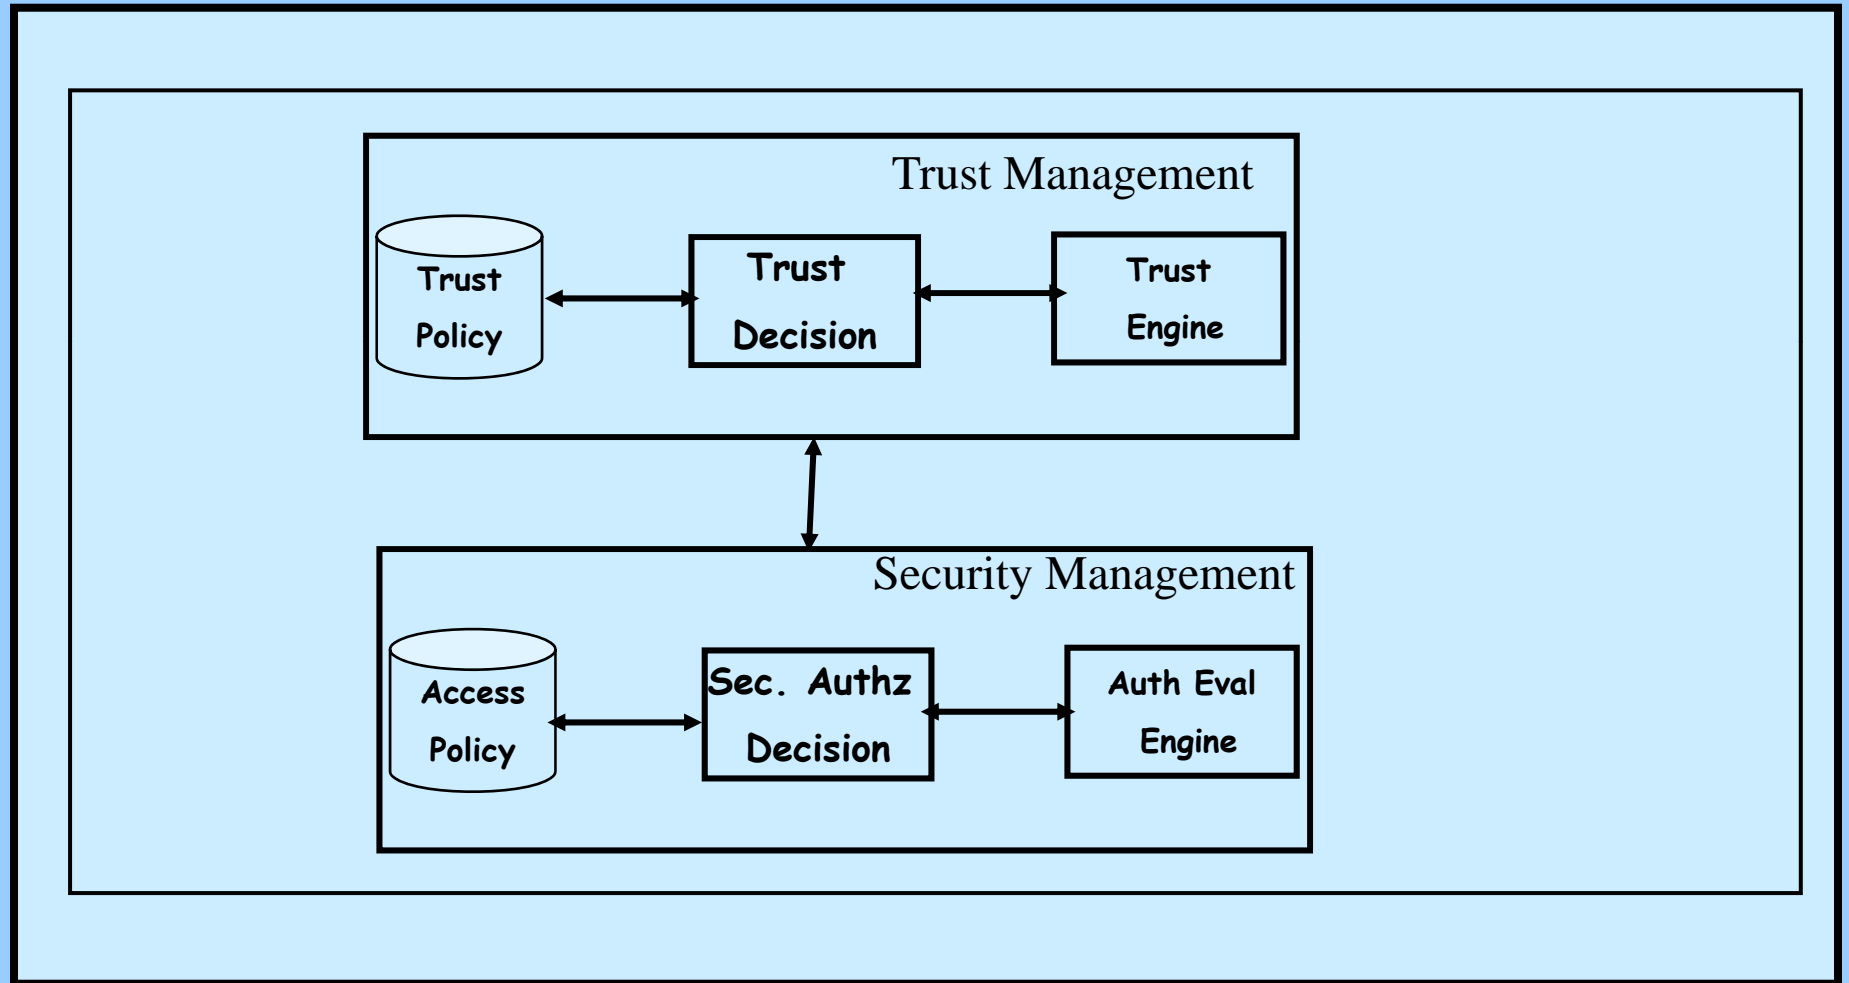 Trust Management
Trust
Policy
Trust
Decision
Trust
Engine
Security Management
Access
Policy
Sec. Authz
Decision
Auth Eval
Engine